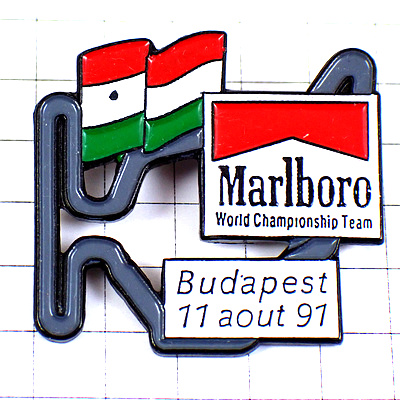 Marlboro
World Championship Team
Budapest
11 aout 91